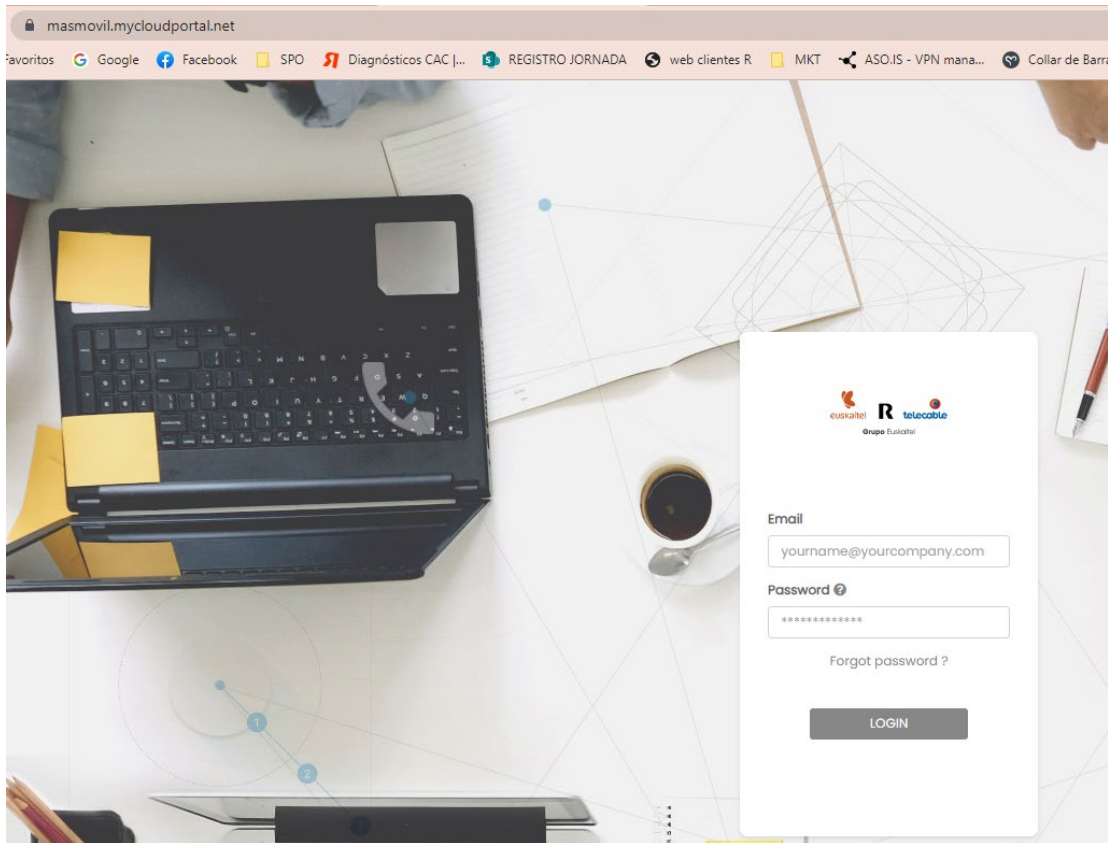 masmovil.mycloudportal.net
Favoritos Google Facebook SPO Diagnósticos CAC |... REGISTRO JORNADA web clientes R MKT ASO.IS - VPN mana... Collar de Barra
euskaltel R telecable
Grupo Euskaltel
Email
yourname@yourcompany.com
Password
*************
Forgot password ?
LOGIN
1
2